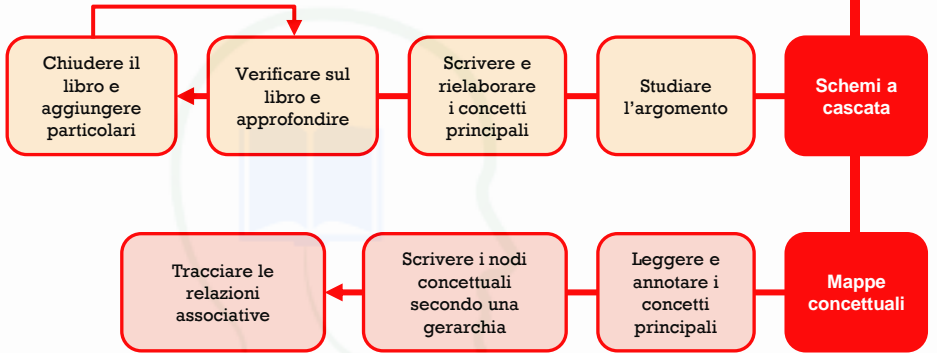 Chiudere il
libro e
aggiungere
particolari
Verificare sul
libro e
approfondire
Scrivere e
rielaborare
i concetti
principali
Studiare
l'argomento
Schemi a
cascata
Tracciare le
relazioni
associative
Scrivere i nodi
concettuali
secondo una
gerarchia
Leggere e
annotare i
concetti
principali
Mappe
concettuali